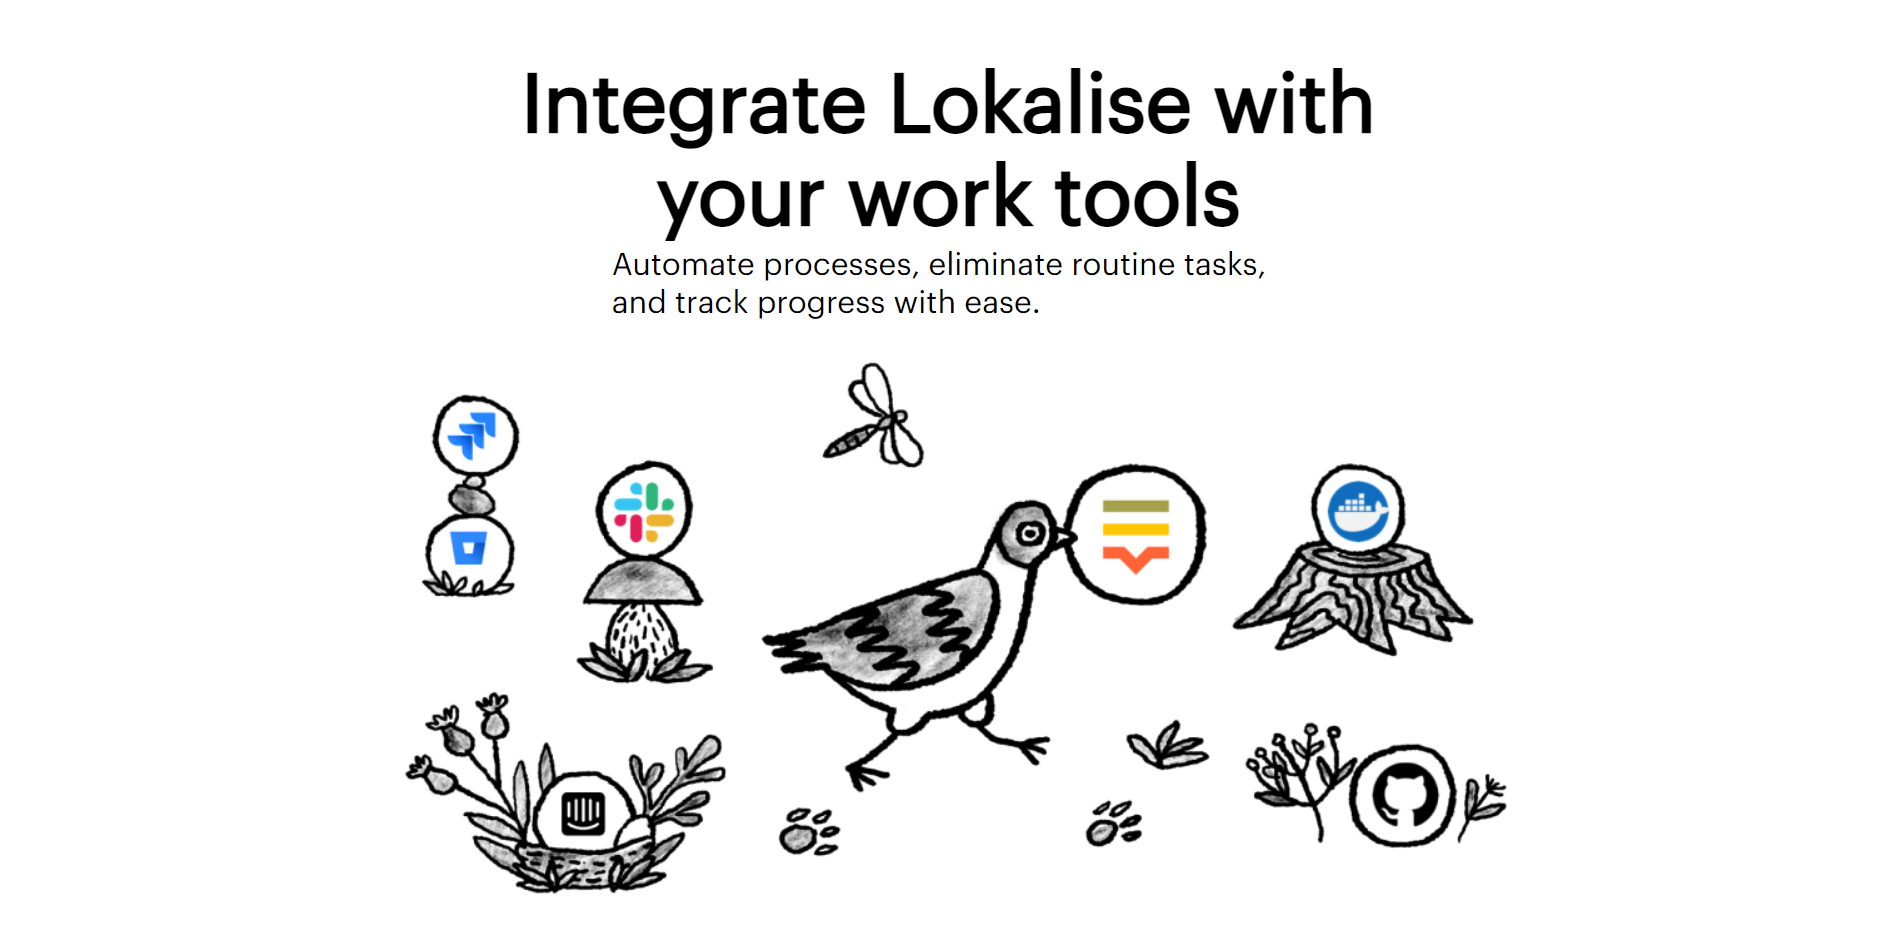 Integrate Lokalise with
your work tools
Automate processes, eliminate routine tasks,
and track progress with ease.